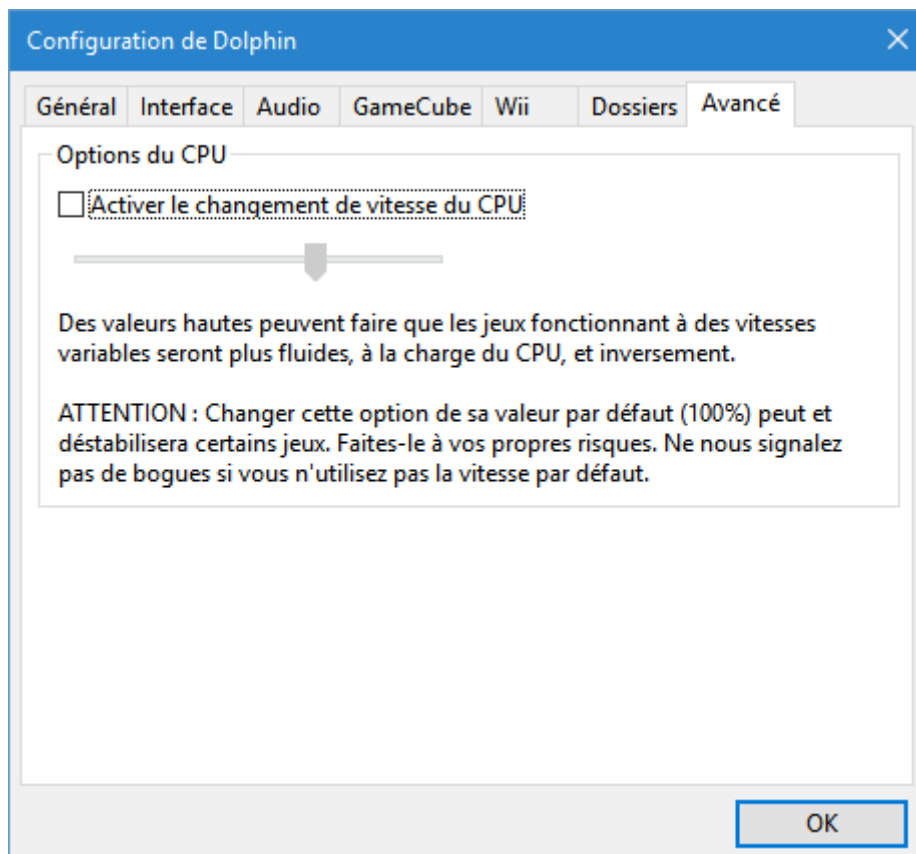 Configuration de Dolphin
Général Interface Audio GameCube Wii Dossiers Avancé
Options du CPU
Activer le changement de vitesse du CPU
Des valeurs hautes peuvent faire que les jeux fonctionnant à des vitesses
variables seront plus fluides, à la charge du CPU, et inversement.
ATTENTION : Changer cette option de sa valeur par défaut (100%) peut et
déstabilisera certains jeux. Faites-le à vos propres risques. Ne nous signalez
pas de bogues si vous n'utilisez pas la vitesse par défaut.
OK